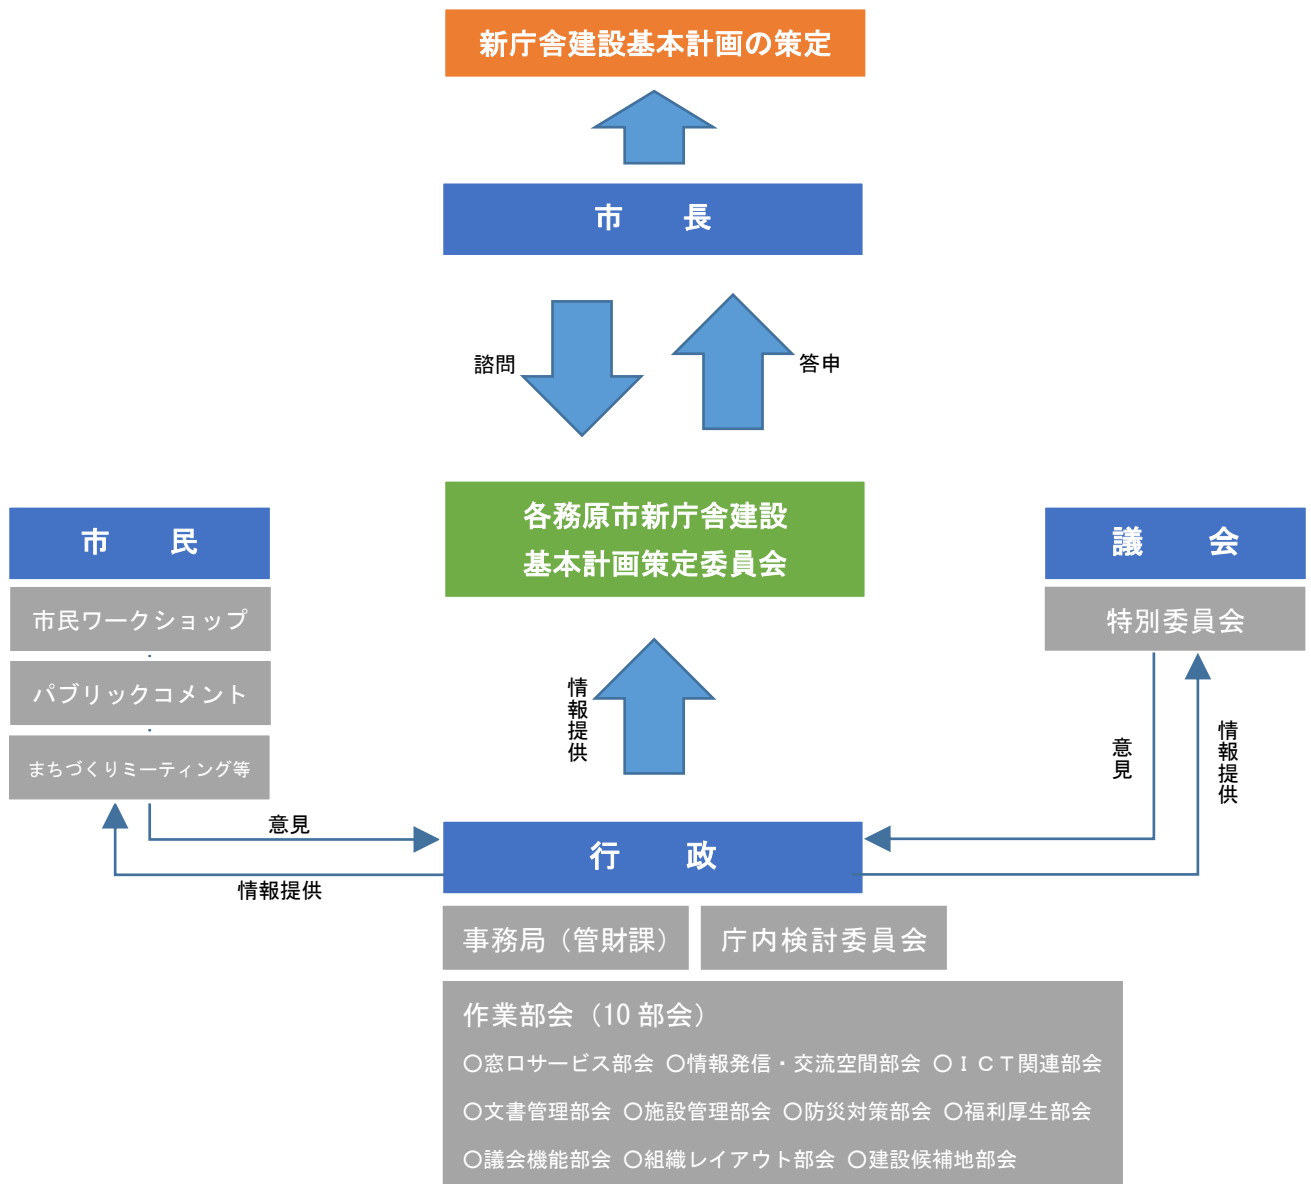 新庁舎建設基本計画の策定
市　　長
諮問
答申
各務原市新庁舎建設
基本計画策定委員会
市　　民
市民ワークショップ
パブリックコメント
まちづくりミーティング等
議　　会
特別委員会
情報提供
意見
情報提供
意見
情報提供
行　　政
事務局（管財課）
庁内検討委員会
作業部会（10 部会）
〇窓口サービス部会 〇情報発信・交流空間部会 〇ＩＣＴ関連部会
〇文書管理部会 〇施設管理部会 〇防災対策部会 〇福利厚生部会
〇議会機能部会 〇組織レイアウト部会 〇建設候補地部会